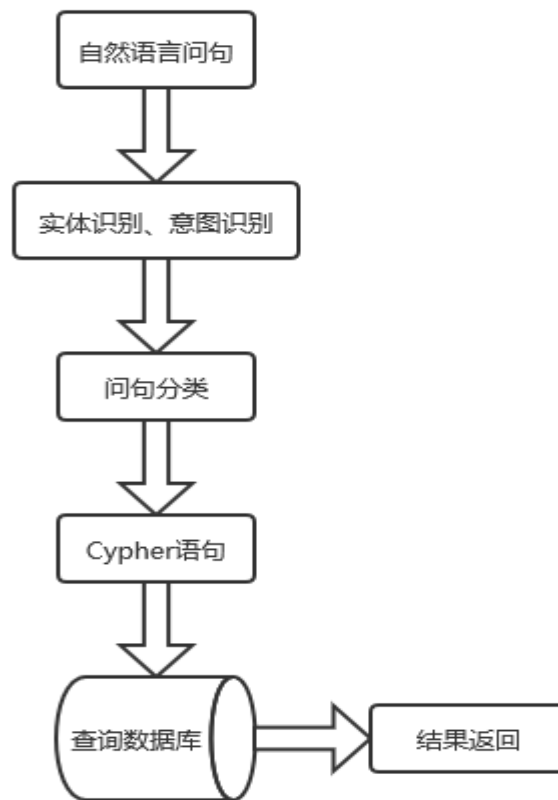 自然语言问句
实体识别、意图识别
问句分类
Cypher语句
查询数据库
结果返回